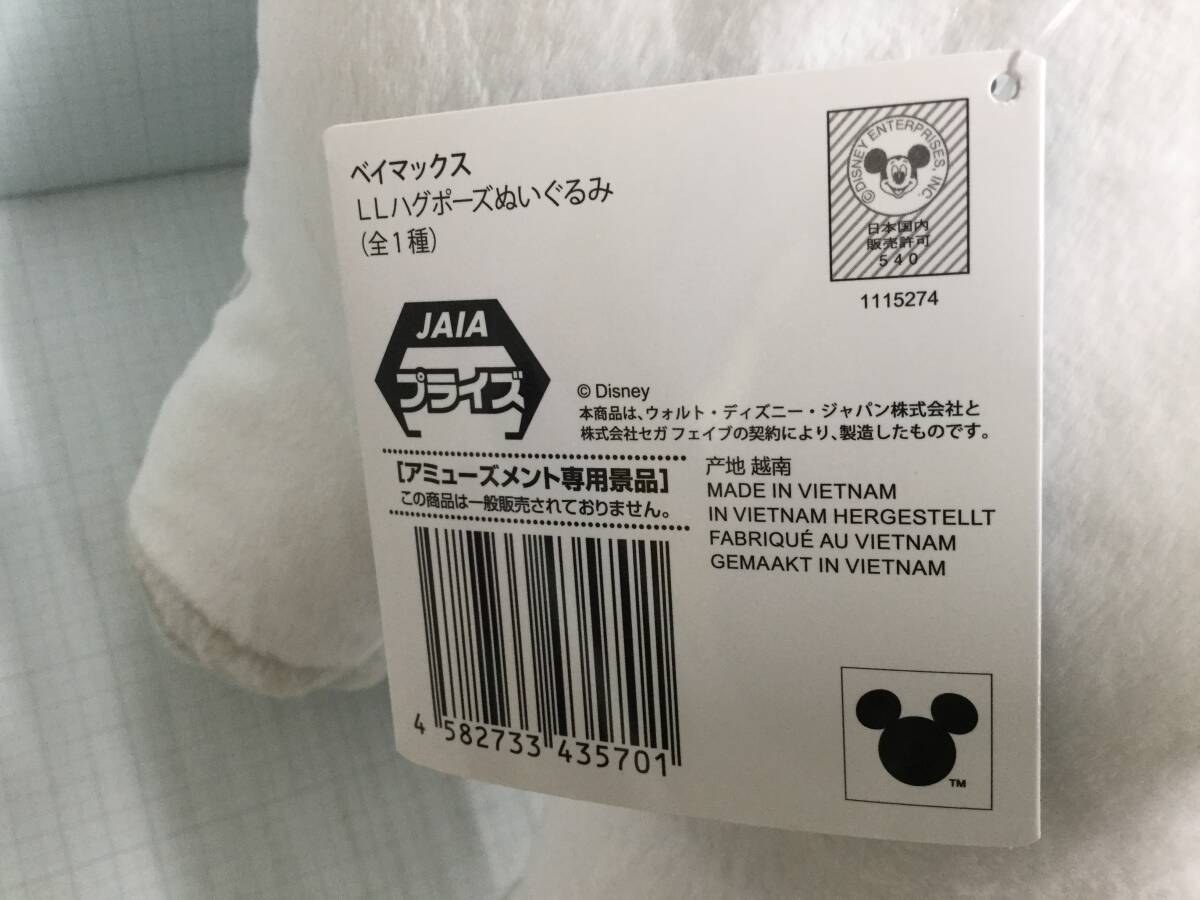 ベイマックス
LLハグポーズぬいぐるみ
(全1種)
©DISNEY ENTERPRISES, INC.
日本国内
販売許可
540
1115274
JAIA
プライズ
© Disney
本商品は、ウォルト・ディズニー・ジャパン株式会社と
株式会社セガ フェイブの契約により、製造したものです。
[アミューズメント専用景品]
この商品は一般販売されておりません。
产地 越南
MADE IN VIETNAM
IN VIETNAM HERGESTELLT
FABRIQUÉ AU VIETNAM
GEMAAKT IN VIETNAM
4 582733 435701
TM